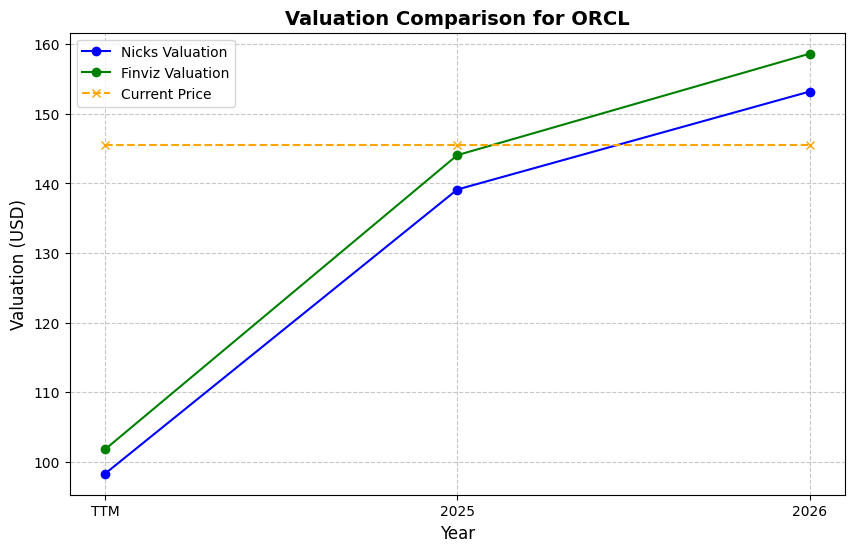 Valuation Comparison for ORCL
Nicks Valuation
Finviz Valuation
Current Price
160
150
140
130
120
110
100
Valuation (USD)
TTM 2025 2026
Year